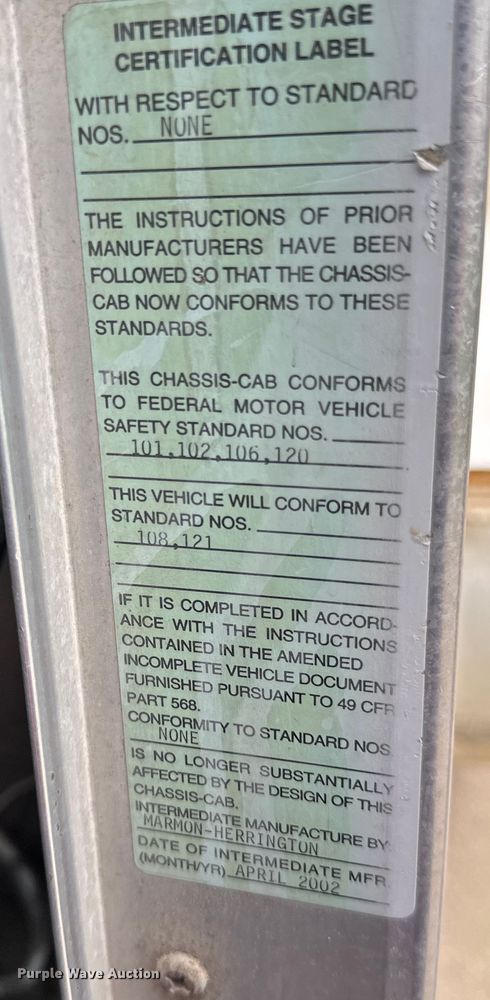 INTERMEDIATE STAGE
CERTIFICATION LABEL
WITH RESPECT TO STANDARD
NOS. NONE
THE INSTRUCTIONS OF PRIOR
MANUFACTURERS HAVE BEEN
FOLLOWED SO THAT THE CHASSIS-
CAB NOW CONFORMS TO THESE
STANDARDS.
THIS CHASSIS-CAB CONFORMS
TO FEDERAL MOTOR VEHICLE
SAFETY STANDARD NOS.
101,102,106,120
THIS VEHICLE WILL CONFORM TO
STANDARD NOS.
108,121
IF IT IS COMPLETED IN ACCORD-
ANCE WITH THE INSTRUCTIONS
CONTAINED IN THE AMENDED
INCOMPLETE VEHICLE DOCUMENT
FURNISHED PURSUANT TO 49 CFR
PART 568.
CONFORMITY TO STANDARD NOS.
NONE
IS NO LONGER SUBSTANTIALLY
AFFECTED BY THE DESIGN OF THIS
CHASSIS-CAB.
INTERMEDIATE MANUFACTURE BY:
MARMON-HERRINGTON
DATE OF INTERMEDIATE MFR.
(MONTH/YR) APRIL 2002
Purple Wave Auction